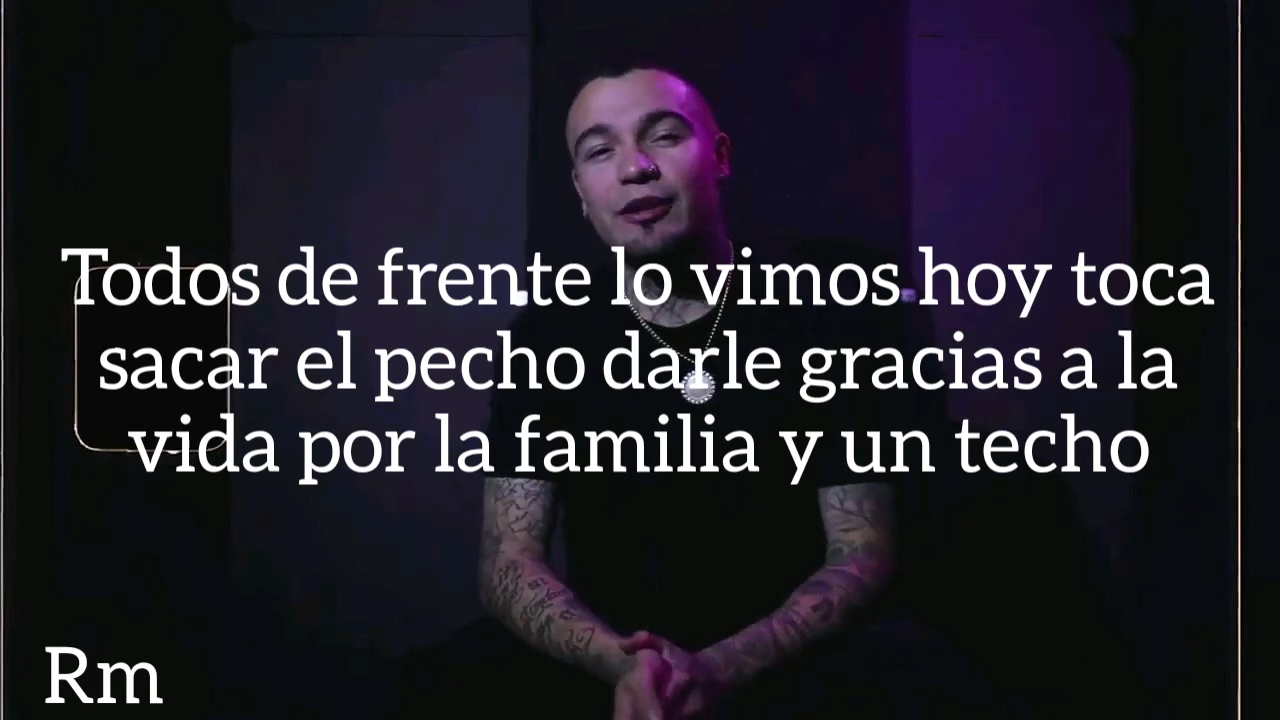 Todos de frente lo vimos hoy toca
sacar el pecho darle gracias a la
vida por la familia y un techo
Rm